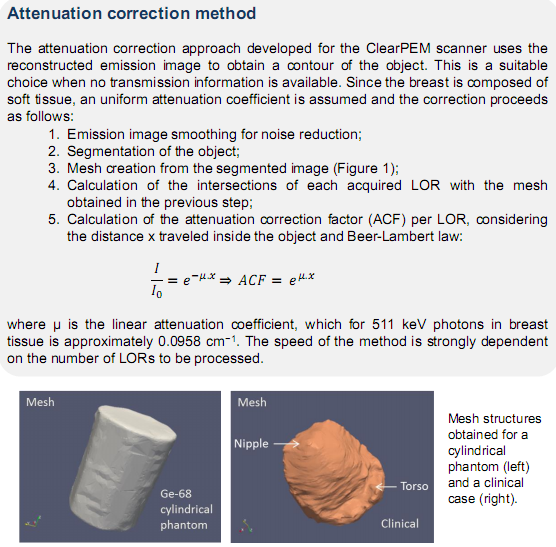 Attenuation correction method
The attenuation correction approach developed for the ClearPEM scanner uses the
reconstructed emission image to obtain a contour of the object. This is a suitable
choice when no transmission information is available. Since the breast is composed of
soft tissue, an uniform attenuation coefficient is assumed and the correction proceeds
as follows:
1. Emission image smoothing for noise reduction;
2. Segmentation of the object;
3. Mesh creation from the segmented image (Figure 1);
4. Calculation of the intersections of each acquired LOR with the mesh
obtained in the previous step;
5. Calculation of the attenuation correction factor (ACF) per LOR, considering
the distance x traveled inside the object and Beer-Lambert law:
I/I₀ = e^(−μ.x) ⇒ ACF = e^(μ.x)
where μ is the linear attenuation coefficient, which for 511 keV photons in breast
tissue is approximately 0.0958 cm⁻¹. The speed of the method is strongly dependent
on the number of LORs to be processed.
Mesh
Ge-68
cylindrical
phantom
Mesh
Nipple
Torso
Clinical
Mesh structures
obtained for a
cylindrical
phantom (left)
and a clinical
case (right).